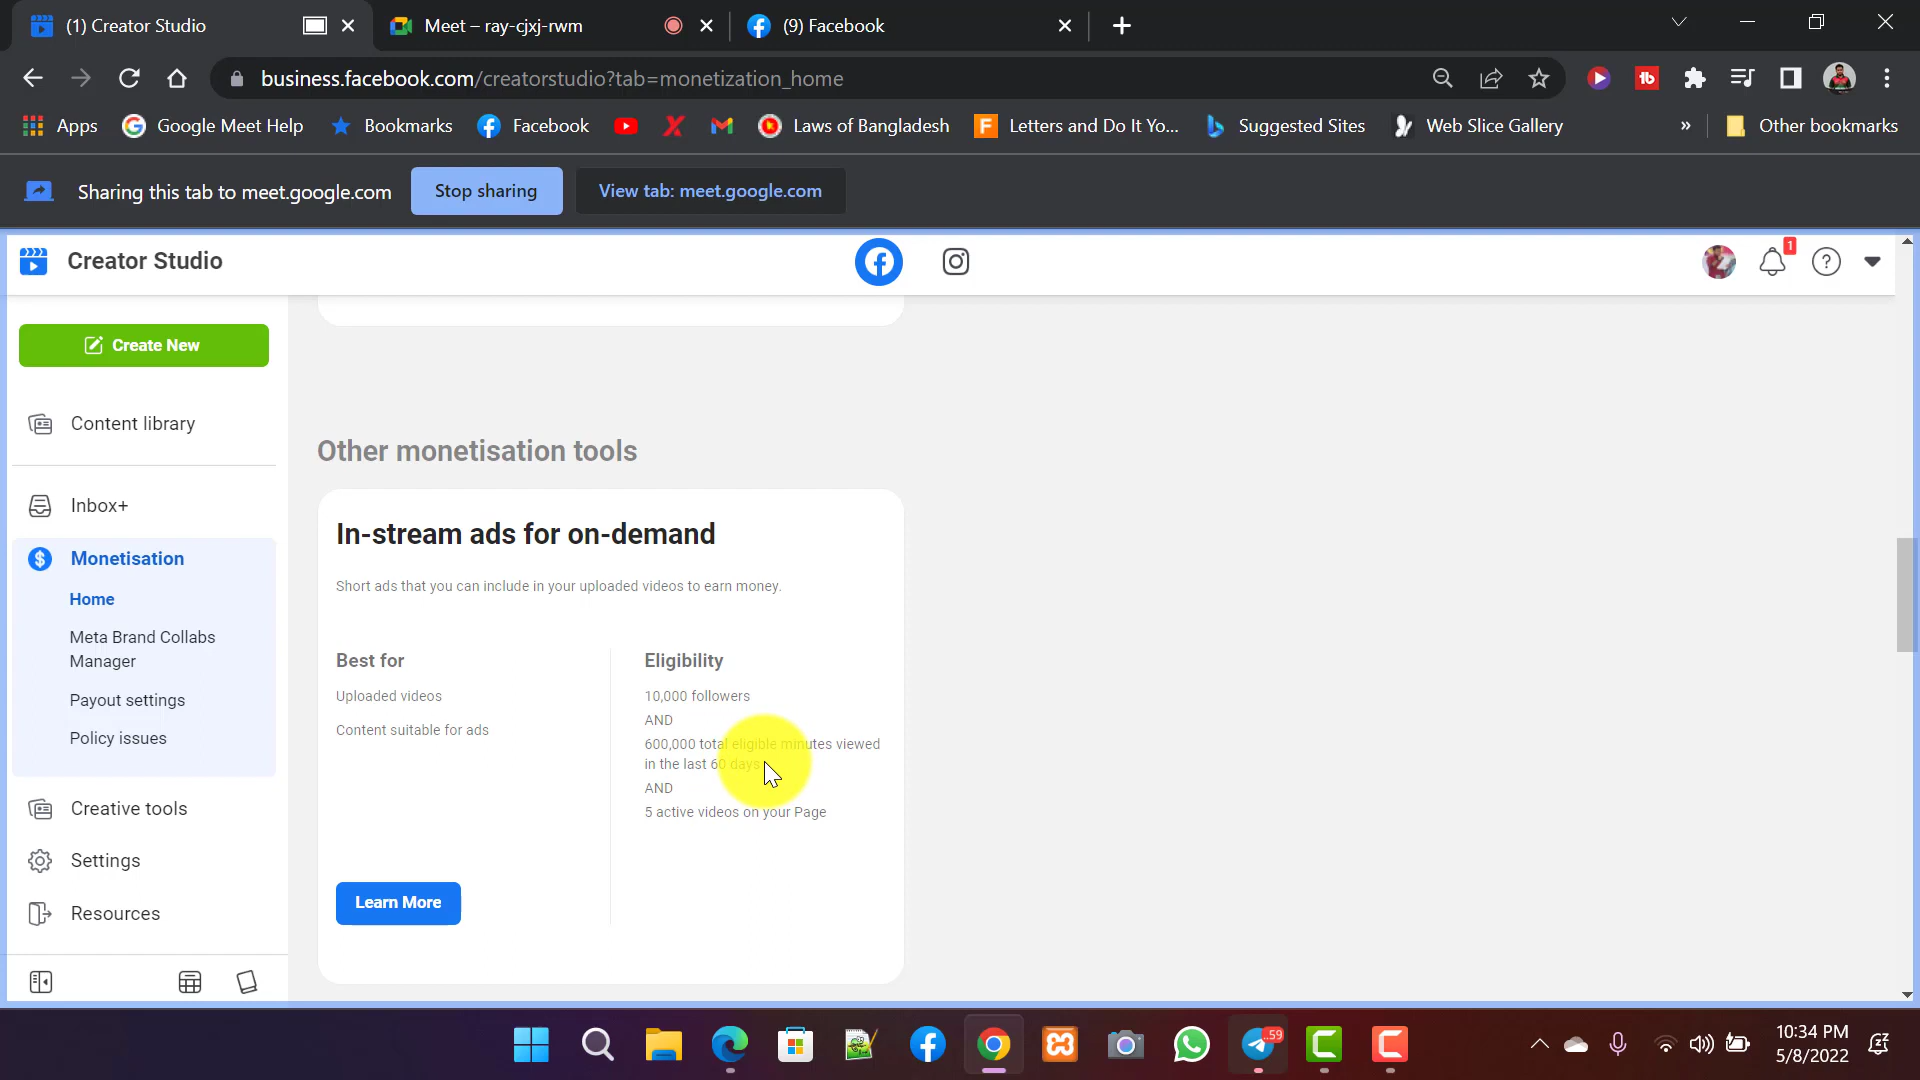 (1) Creator Studio
Meet – ray-cjxj-rwm
(9) Facebook
business.facebook.com/creatorstudio?tab=monetization_home
Apps
Google Meet Help
Bookmarks
Facebook
Laws of Bangladesh
Letters and Do It Yo...
Suggested Sites
Web Slice Gallery
»
Other bookmarks
Sharing this tab to meet.google.com
Stop sharing
View tab: meet.google.com
Creator Studio
1
Create New
Content library
Inbox+
Monetisation
Home
Meta Brand Collabs
Manager
Payout settings
Policy issues
Creative tools
Settings
Resources
Other monetisation tools
In-stream ads for on-demand
Short ads that you can include in your uploaded videos to earn money.
Best for
Uploaded videos
Content suitable for ads
Eligibility
10,000 followers
AND
600,000 total eligible minutes viewed
in the last 60 days
AND
5 active videos on your Page
Learn More
..59
10:34 PM
5/8/2022